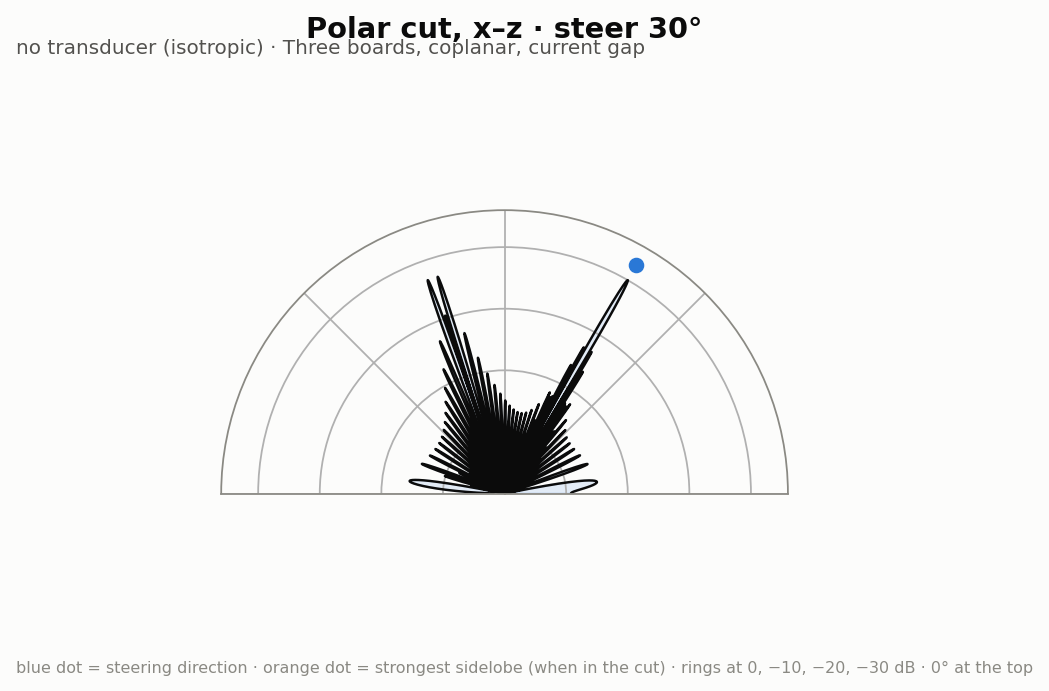 Polar cut, x–z · steer 30°
no transducer (isotropic) · Three boards, coplanar, current gap
blue dot = steering direction · orange dot = strongest sidelobe (when in the cut) · rings at 0, −10, −20, −30 dB · 0° at the top